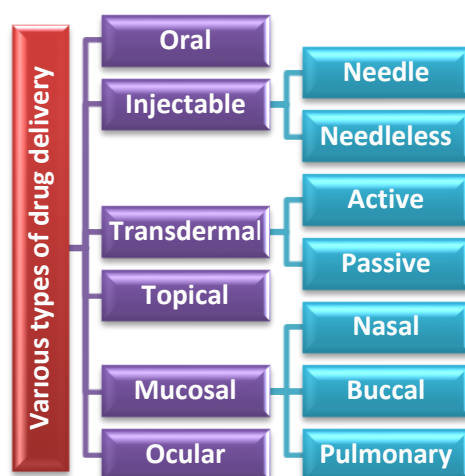 Various types of drug delivery
Oral
Injectable
Needle
Needleless
Transdermal
Active
Passive
Topical
Mucosal
Nasal
Buccal
Pulmonary
Ocular